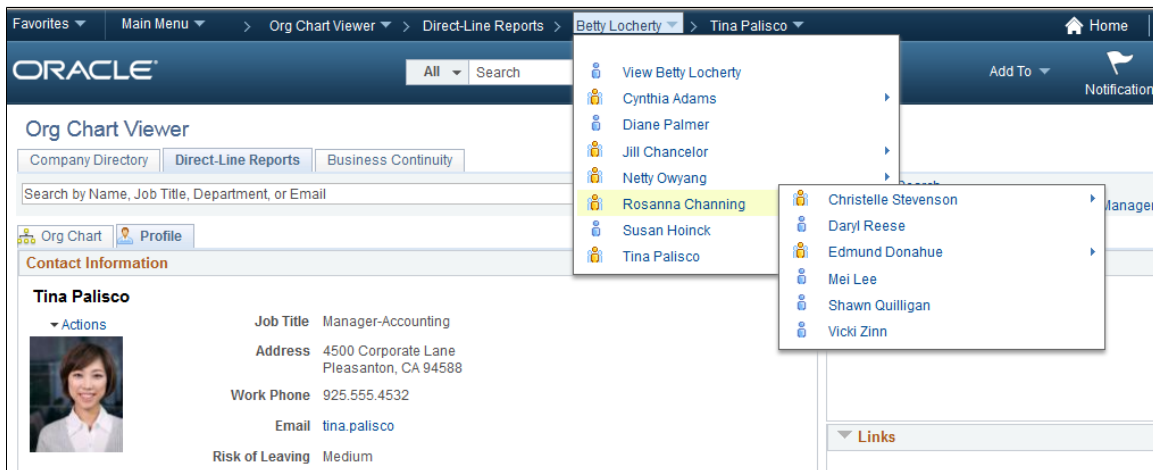 Favorites Main Menu > Org Chart Viewer > Direct-Line Reports > Betty Locherty > Tina Palisco Home
ORACLE All Search Add To
Notification
View Betty Locherty
Cynthia Adams
Diane Palmer
Jill Chancelor
Netty Owyang
Rosanna Channing
Susan Hoinck
Tina Palisco
Christelle Stevenson
Daryl Reese
Edmund Donahue
Mei Lee
Shawn Quilligan
Vicki Zinn
Org Chart Viewer
Company Directory Direct-Line Reports Business Continuity
Search by Name, Job Title, Department, or Email
Org Chart Profile
Contact Information
Tina Palisco
Actions
Job Title Manager-Accounting
Address 4500 Corporate Lane
Pleasanton, CA 94588
Work Phone 925.555.4532
Email tina.palisco
Risk of Leaving Medium
Links